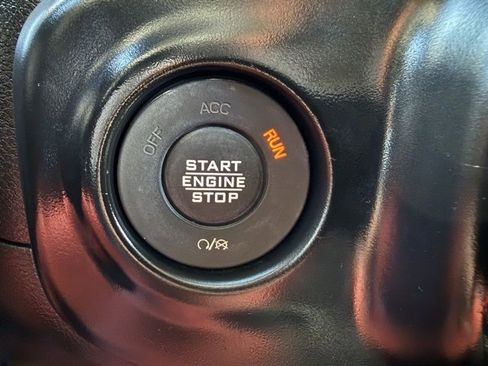 OFF
ACC
RUN
START
ENGINE
STOP